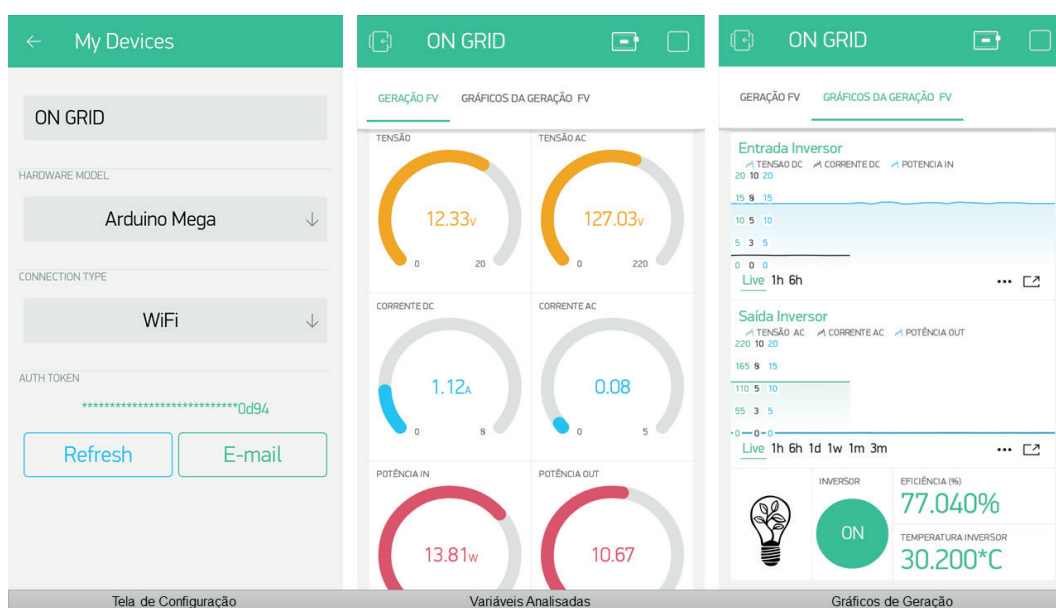 ← My Devices
ON GRID
HARDWARE MODEL
Arduino Mega
CONNECTION TYPE
WiFi
AUTH TOKEN
****************************0d94
Refresh E-mail
Tela de Configuração
ON GRID
GERAÇÃO FV GRÁFICOS DA GERAÇÃO FV
TENSÃO TENSÃO AC
12.33v 127.03v
0 20 0 220
CORRENTE DC CORRENTE AC
1.12A 0.08
0 9 0 5
POTÊNCIA IN POTÊNCIA OUT
13.81w 10.67
Variáveis Analisadas
ON GRID
GERAÇÃO FV GRÁFICOS DA GERAÇÃO FV
Entrada Inversor
TENSAO DC CORRENTE DC POTENCIA IN
20 10 20
15 8 15
10 5 10
5 3 5
0 0 0
Live 1h 6h
Saída Inversor
TENSÃO AC CORRENTE AC POTÊNCIA OUT
220 10 20
165 8 15
110 5 10
55 3 5
0 0 0
Live 1h 6h 1d 1w 1m 3m
INVERSOR EFICIÊNCIA (%)
77.040%
ON
TEMPERATURA INVERSOR
30.200*C
Gráficos de Geração